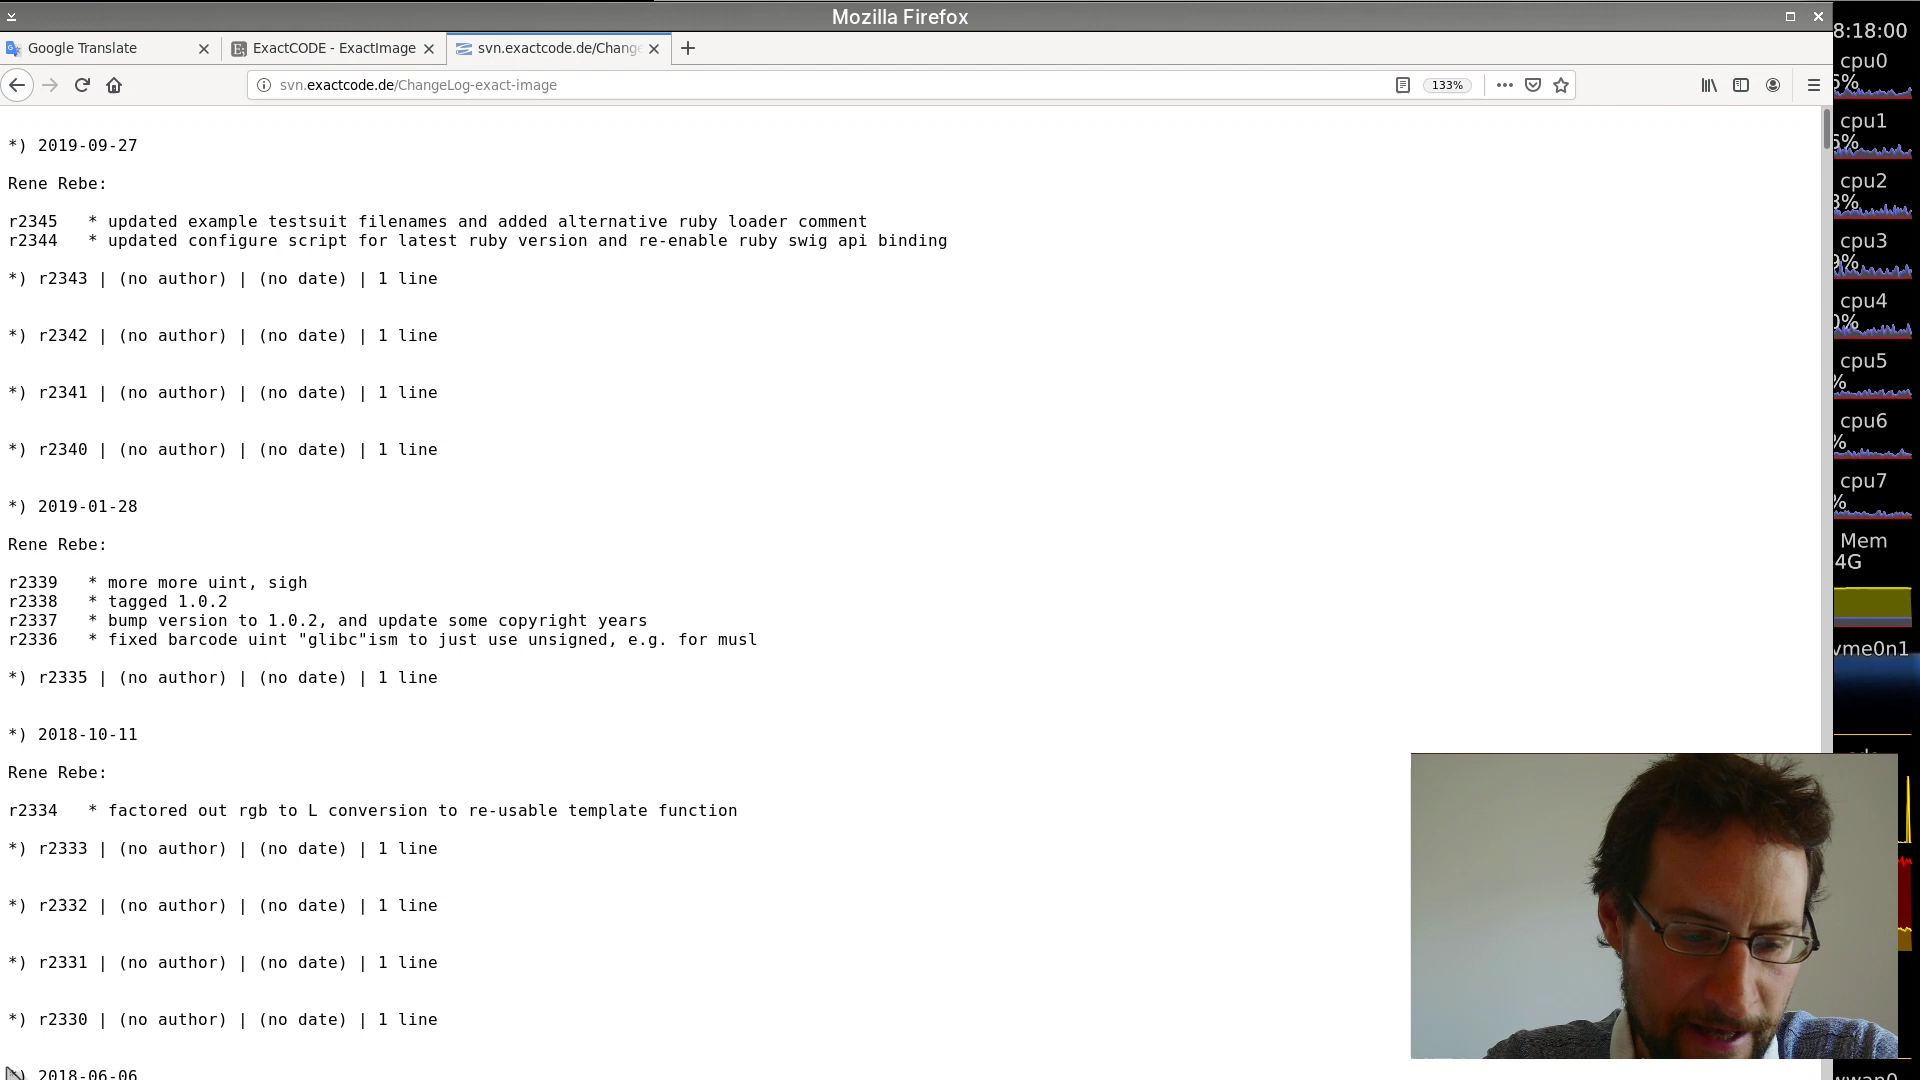 Mozilla Firefox
8:18:00
Google Translate
ExactCODE - ExactImage
svn.exactcode.de/Chang
svn.exactcode.de/ChangeLog-exact-image
133%
*) 2019-09-27
Rene Rebe:
r2345 * updated example testsuit filenames and added alternative ruby loader comment
r2344 * updated configure script for latest ruby version and re-enable ruby swig api binding
*) r2343 | (no author) | (no date) | 1 line
*) r2342 | (no author) | (no date) | 1 line
*) r2341 | (no author) | (no date) | 1 line
*) r2340 | (no author) | (no date) | 1 line
*) 2019-01-28
Rene Rebe:
r2339 * more more uint, sigh
r2338 * tagged 1.0.2
r2337 * bump version to 1.0.2, and update some copyright years
r2336 * fixed barcode uint "glibc"ism to just use unsigned, e.g. for musl
*) r2335 | (no author) | (no date) | 1 line
*) 2018-10-11
Rene Rebe:
r2334 * factored out rgb to L conversion to re-usable template function
*) r2333 | (no author) | (no date) | 1 line
*) r2332 | (no author) | (no date) | 1 line
*) r2331 | (no author) | (no date) | 1 line
*) r2330 | (no author) | (no date) | 1 line
*) 2018-06-06
cpu0
cpu1
cpu2
cpu3
cpu4
cpu5
%
cpu6
%
cpu7
%
Mem
4G
vme0n1